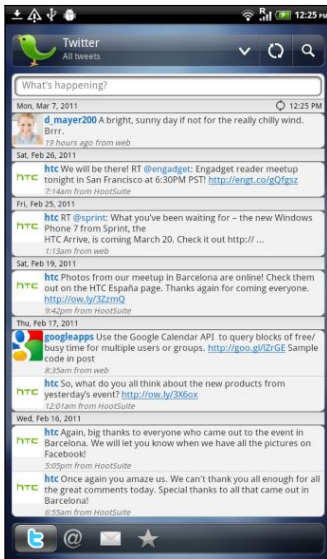 12:25 PM
Twitter
All tweets
What's happening?
Mon, Mar 7, 2011
12:25 PM
d_mayer200 A bright, sunny day if not for the really chilly wind.
Brrr.
19 hours ago from web
Sat, Feb 26, 2011
htc We will be there! RT @engadget: Engadget reader meetup
tonight in San Francisco at 6:30PM PST! http://engt.co/gQfgsz
7:14am from HootSuite
Fri, Feb 25, 2011
htc RT @sprint: What you've been waiting for – the new Windows
Phone 7 from Sprint, the
HTC Arrive, is coming March 20. Check it out http:// ...
1:13am from web
Sat, Feb 19, 2011
htc Photos from our meetup in Barcelona are online! Check them
out on the HTC España page. Thanks again for coming everyone.
http://ow.ly/3ZzmQ
9:42pm from HootSuite
Thu, Feb 17, 2011
googleapps Use the Google Calendar API to query blocks of free/
busy time for multiple users or groups. http://goo.gl/IZrGE Sample
code in post
8:35am from web
htc So, what do you all think about the new products from
yesterday's event? http://ow.ly/3X6ox
12:01am from HootSuite
Wed, Feb 16, 2011
htc Again, big thanks to everyone who came out to the event in
Barcelona. We will let you know when we have all the pictures on
Facebook!
5:05pm from HootSuite
htc Once again you amaze us. We can't thank you all enough for all
the great comments today. Special thanks to all that came out in
Barcelona!
6:55am from HootSuite